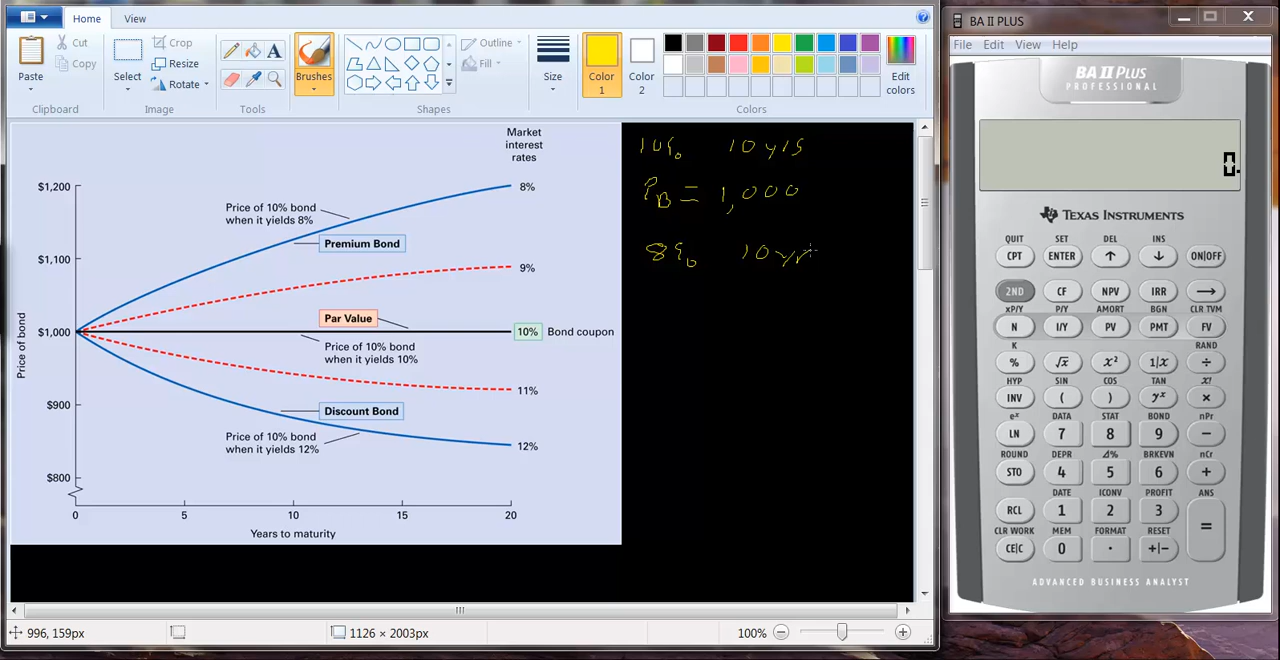 Home View
Paste
Cut
Copy
Clipboard
Select
Crop
Resize
Rotate
Image
A
Tools
Brushes
Shapes
Outline
Fill
Size
Color
1
Color
2
Edit
colors
Colors
Market
interest
rates
$1,200
8%
Price of 10% bond
when it yields 8%
Premium Bond
$1,100
9%
Par Value
$1,000
10% Bond coupon
Price of 10% bond
when it yields 10%
11%
$900
Discount Bond
Price of 10% bond
when it yields 12%
12%
$800
0 5 10 15 20
Years to maturity
Price of bond
10% 10 yrs
PB = 1,000
8% 10 yr
996, 159px
1126 × 2003px
100%
BA II PLUS
File Edit View Help
BA II PLUS
PROFESSIONAL
0.
TEXAS INSTRUMENTS
QUIT SET DEL INS
CPT ENTER ↑ ↓ ON|OFF
2ND CF NPV IRR →
xP/Y P/Y AMORT BGN CLR TVM
N I/Y PV PMT FV
K RAND
% √x x² 1/x ÷
HYP SIN COS TAN x!
INV ( ) yˣ ×
eˣ DATA STAT BOND nPr
LN 7 8 9 −
ROUND DEPR Δ% BRKEVN nCr
STO 4 5 6 +
DATE ICONV PROFIT ANS
RCL 1 2 3 =
CLR WORK MEM FORMAT RESET
CE|C 0 . +|−
ADVANCED BUSINESS ANALYST